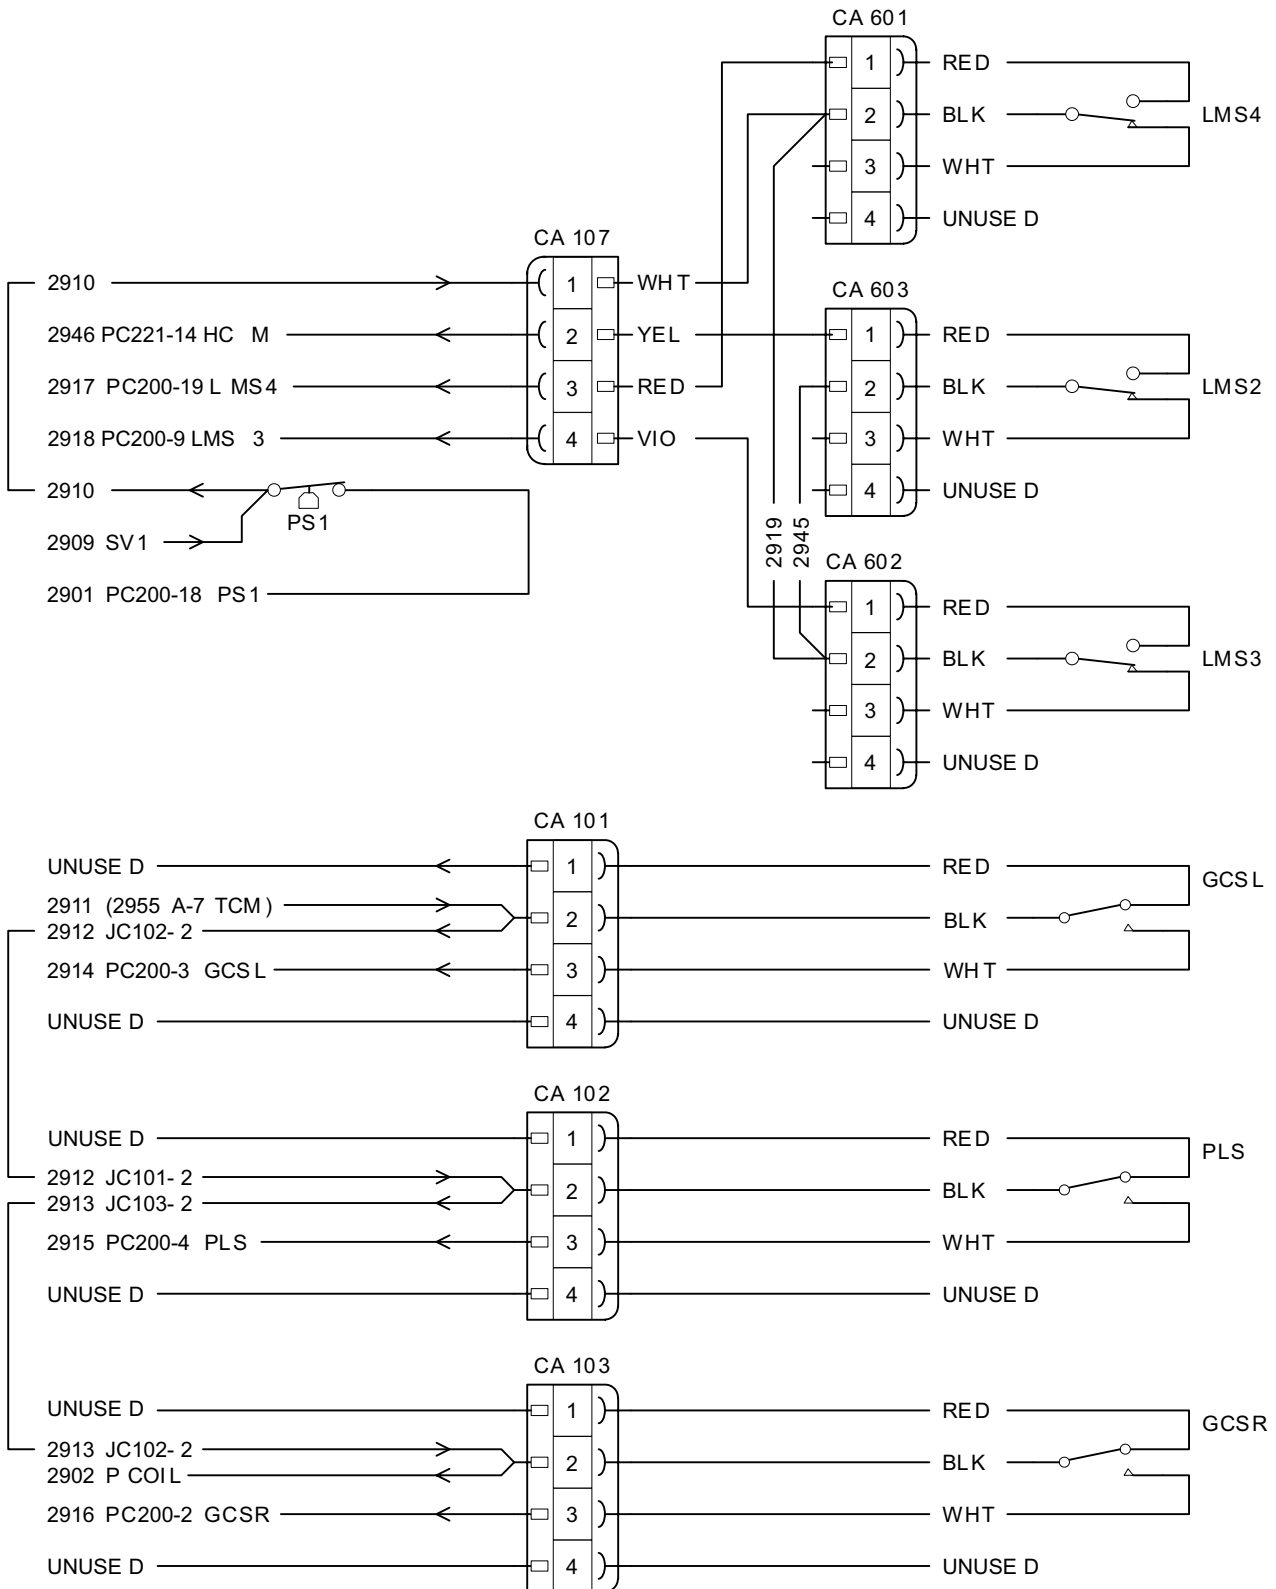 CA 601
1 RED
2 BLK
LMS4
3 WHT
4 UNUSED
CA 107
2910
1 WHT
2946 PC221-14 HC M
2 YEL
2917 PC200-19 LMS4
3 RED
2918 PC200-9 LMS 3
4 VIO
2910
PS1
2909 SV1
2901 PC200-18 PS1
CA 603
1 RED
2 BLK
LMS2
3 WHT
4 UNUSED
2919
2945
CA 602
1 RED
2 BLK
LMS3
3 WHT
4 UNUSED
CA 101
UNUSED 1 RED
GCSL
2911 (2955 A-7 TCM)
2 BLK
2912 JC102-2
2914 PC200-3 GCSL 3 WHT
UNUSED 4 UNUSED
CA 102
UNUSED 1 RED
PLS
2912 JC101-2
2 BLK
2913 JC103-2
2915 PC200-4 PLS 3 WHT
UNUSED 4 UNUSED
CA 103
UNUSED 1 RED
GCSR
2913 JC102-2
2 BLK
2902 P COIL
2916 PC200-2 GCSR 3 WHT
UNUSED 4 UNUSED